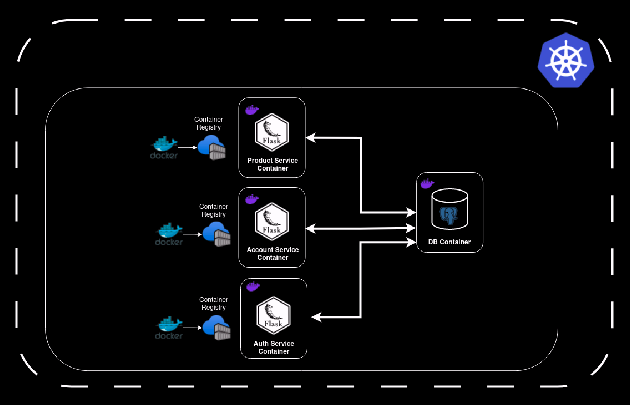 Container
Registry
docker
Flask
Product Service
Container
Container
Registry
docker
Flask
Account Service
Container
DB Container
Container
Registry
docker
Flask
Auth Service
Container